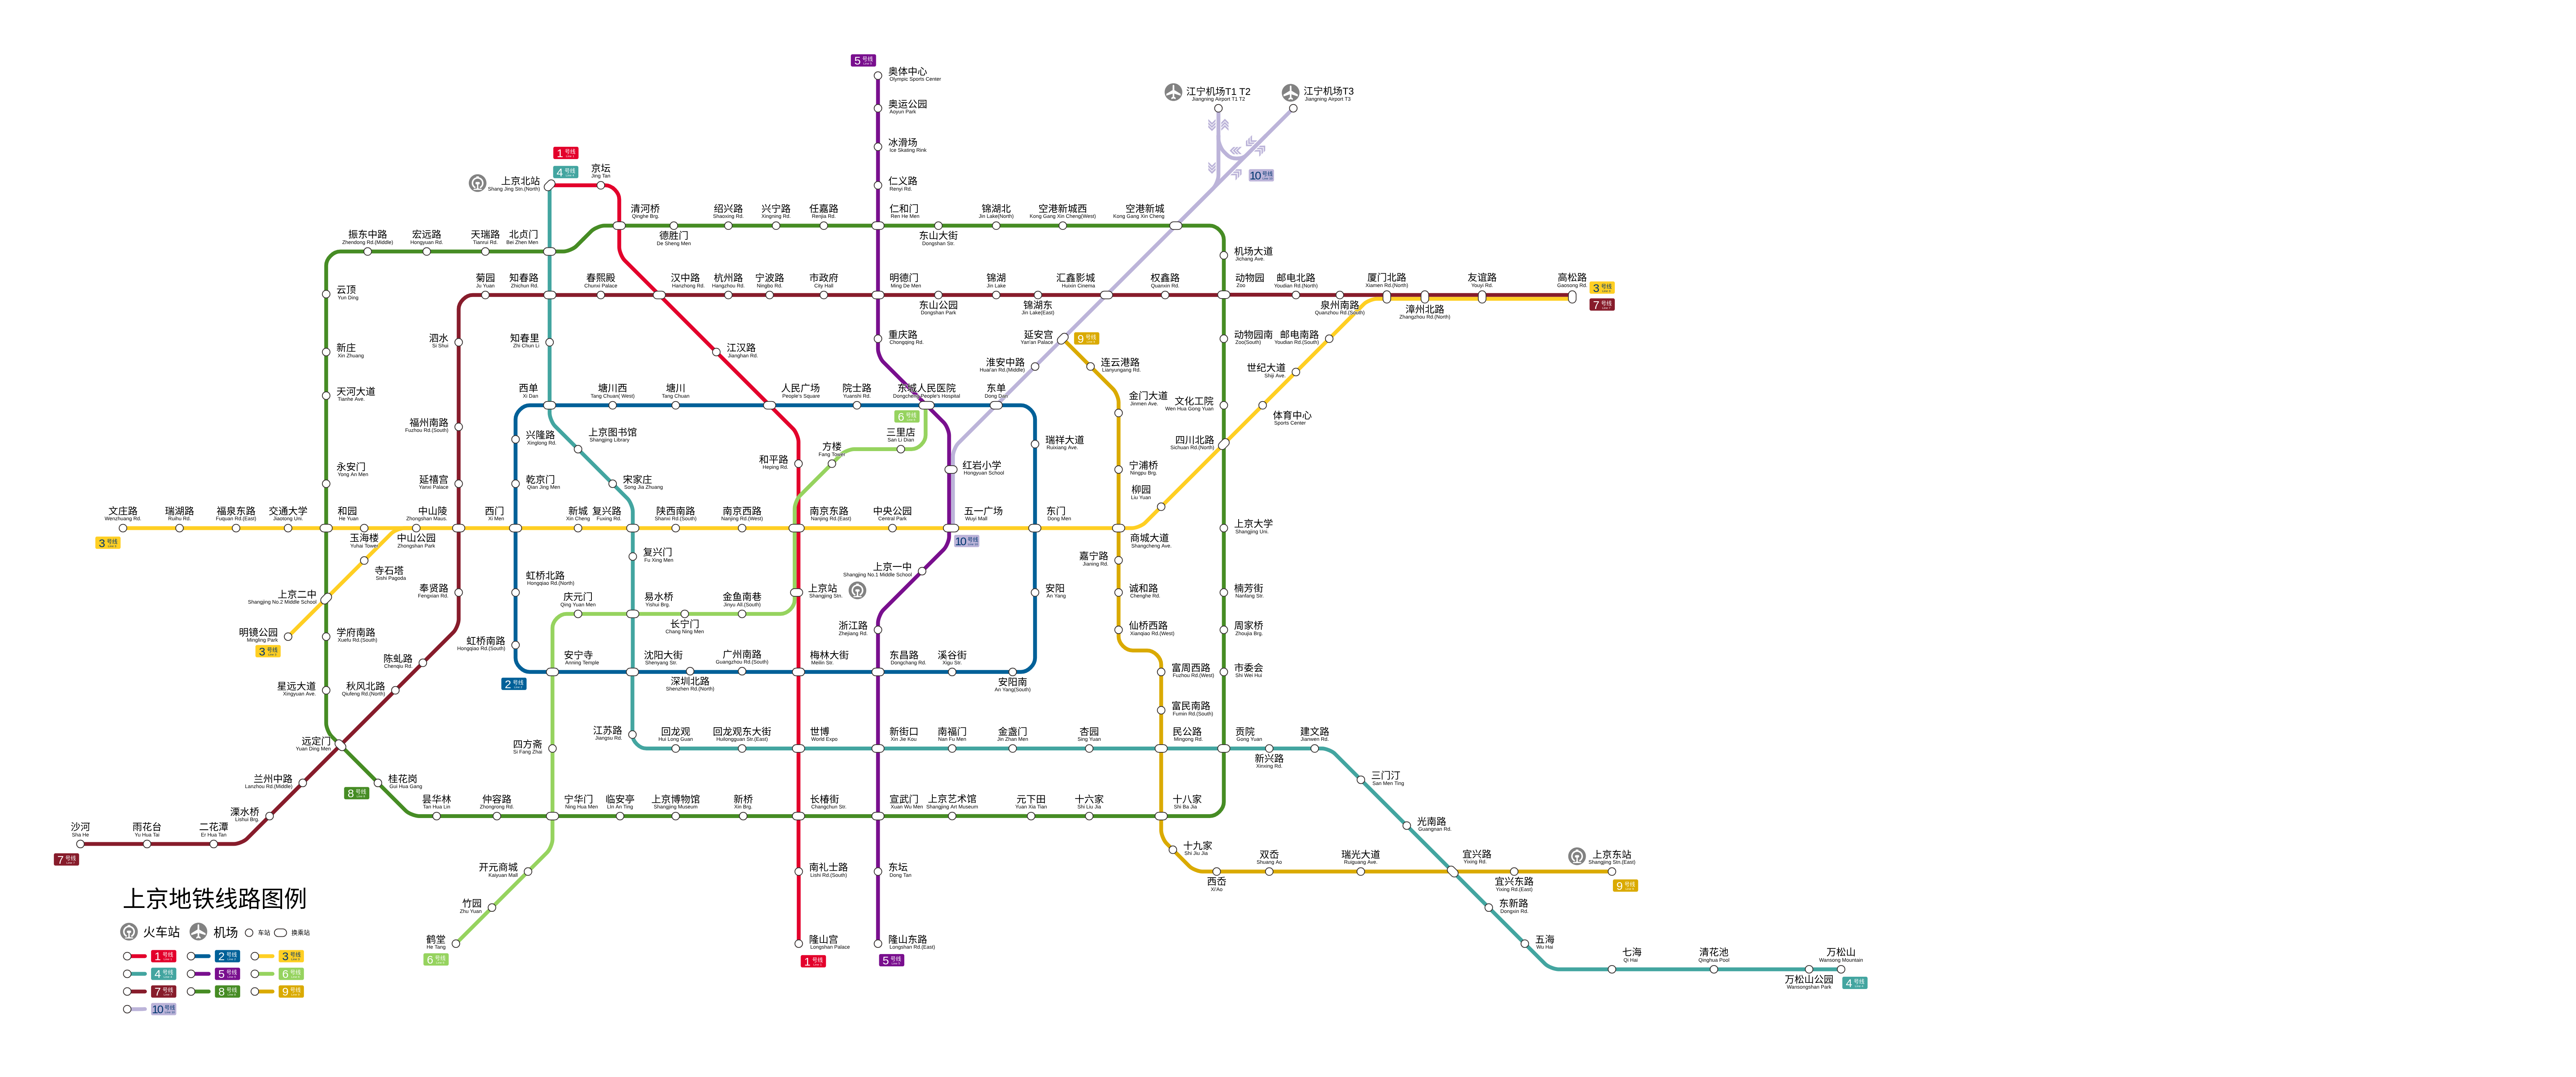 5 号线
奥体中心
Olympic Sports Center
奥运公园
Aoyun Park
冰滑场
Ice Skating Rink
仁义路
Renyi Rd.
江宁机场T1 T2
Jiangning Airport T1 T2
江宁机场T3
Jiangning Airport T3
10 号线
1 号线
4 号线
上京北站
Shang Jing Stn.(North)
京坛
Jing Tan
清河桥
Qinghe Brg.
德胜门
De Sheng Men
绍兴路
Shaoxing Rd.
兴宁路
Xingning Rd.
任嘉路
Renjia Rd.
仁和门
Ren He Men
东山大街
Dongshan Str.
锦湖北
Jin Lake(North)
空港新城西
Kong Gang Xin Cheng(West)
空港新城
Kong Gang Xin Cheng
振东中路
Zhendong Rd.(Middle)
宏远路
Hongyuan Rd.
天瑞路
Tianrui Rd.
北贞门
Bei Zhen Men
机场大道
Jichang Ave.
云顶
Yun Ding
菊园
Ju Yuan
知春路
Zhichun Rd.
春熙殿
Chunxi Palace
汉中路
Hanzhong Rd.
杭州路
Hangzhou Rd.
宁波路
Ningbo Rd.
市政府
City Hall
明德门
Ming De Men
东山公园
Dongshan Park
锦湖
Jin Lake
锦湖东
Jin Lake(East)
汇鑫影城
Huixin Cinema
权鑫路
Quanxin Rd.
动物园
Zoo
邮电北路
Youdian Rd.(North)
泉州南路
Quanzhou Rd.(South)
厦门北路
Xiamen Rd.(North)
漳州北路
Zhangzhou Rd.(North)
友谊路
Youyi Rd.
高松路
Gaosong Rd.
3 号线
7 号线
新庄
Xin Zhuang
泗水
Si Shui
知春里
Zhi Chun Li
江汉路
Jianghan Rd.
重庆路
Chongqing Rd.
延安宫
Yan'an Palace
9 号线
淮安中路
Huai'an Rd.(Middle)
连云港路
Lianyungang Rd.
动物园南
Zoo(South)
邮电南路
Youdian Rd.(South)
世纪大道
Shiji Ave.
天河大道
Tianhe Ave.
西单
Xi Dan
塘川西
Tang Chuan( West)
塘川
Tang Chuan
人民广场
People's Square
院士路
Yuanshi Rd.
东城人民医院
Dongcheng People's Hospital
6 号线
东单
Dong Dan
金门大道
Jinmen Ave.
文化工院
Wen Hua Gong Yuan
体育中心
Sports Center
福州南路
Fuzhou Rd.(South)
兴隆路
Xinglong Rd.
上京图书馆
Shangjing Library
方楼
Fang Tower
三里店
San Li Dian
瑞祥大道
Ruixiang Ave.
四川北路
Sichuan Rd.(North)
永安门
Yong An Men
延禧宫
Yanxi Palace
乾京门
Qian Jing Men
宋家庄
Song Jia Zhuang
和平路
Heping Rd.
红岩小学
Hongyuan School
宁浦桥
Ningpu Brg.
柳园
Liu Yuan
文庄路
Wenzhuang Rd.
瑞湖路
Ruihu Rd.
福泉东路
Fuquan Rd.(East)
交通大学
Jiaotong Uni.
和园
He Yuan
中山陵
Zhongshan Maus.
西门
Xi Men
新城
Xin Cheng
复兴路
Fuxing Rd.
陕西南路
Shanxi Rd.(South)
南京西路
Nanjing Rd.(West)
南京东路
Nanjing Rd.(East)
中央公园
Central Park
五一广场
Wuyi Mall
东门
Dong Men
商城大道
Shangcheng Ave.
上京大学
Shangjing Uni.
3 号线
玉海楼
Yuhai Tower
中山公园
Zhongshan Park
10 号线
寺石塔
Sishi Pagoda
复兴门
Fu Xing Men
上京一中
Shangjing No.1 Middle School
嘉宁路
Jianing Rd.
上京二中
Shangjing No.2 Middle School
奉贤路
Fengxian Rd.
虹桥北路
Hongqiao Rd.(North)
庆元门
Qing Yuan Men
易水桥
Yishui Brg.
长宁门
Chang Ning Men
金鱼南巷
Jinyu All.(South)
上京站
Shangjing Stn.
安阳
An Yang
诚和路
Chenghe Rd.
楠芳街
Nanfang Str.
明镜公园
Mingling Park
3 号线
学府南路
Xuefu Rd.(South)
虹桥南路
Hongqiao Rd.(South)
浙江路
Zhejiang Rd.
仙桥西路
Xianqiao Rd.(West)
周家桥
Zhoujia Brg.
陈虬路
Chenqiu Rd.
安宁寺
Anning Temple
沈阳大街
Shenyang Str.
深圳北路
Shenzhen Rd.(North)
广州南路
Guangzhou Rd.(South)
梅林大街
Meilin Str.
东昌路
Dongchang Rd.
溪谷街
Xigu Str.
安阳南
An Yang(South)
富周西路
Fuzhou Rd.(West)
市委会
Shi Wei Hui
2 号线
星远大道
Xingyuan Ave.
秋风北路
Qiufeng Rd.(North)
富民南路
Fumin Rd.(South)
远定门
Yuan Ding Men
四方斋
Si Fang Zhai
江苏路
Jiangsu Rd.
回龙观
Hui Long Guan
回龙观东大街
Huilongguan Str.(East)
世博
World Expo
新街口
Xin Jie Kou
南福门
Nan Fu Men
金盏门
Jin Zhan Men
杏园
Sing Yuan
民公路
Mingong Rd.
贡院
Gong Yuan
新兴路
Xinxing Rd.
建文路
Jianwen Rd.
兰州中路
Lanzhou Rd.(Middle)
桂花岗
Gui Hua Gang
8 号线
三门汀
San Men Ting
溧水桥
Lishui Brg.
昙华林
Tan Hua Lin
仲容路
Zhongrong Rd.
宁华门
Ning Hua Men
临安亭
Lin An Ting
上京博物馆
Shangjing Museum
新桥
Xin Brg.
长椿街
Changchun Str.
宣武门
Xuan Wu Men
上京艺术馆
Shangjing Art Museum
元下田
Yuan Xia Tian
十六家
Shi Liu Jia
十八家
Shi Ba Jia
沙河
Sha He
雨花台
Yu Hua Tai
二花潭
Er Hua Tan
7 号线
光南路
Guangnan Rd.
十九家
Shi Jiu Jia
西岙
Xi'Ao
双岙
Shuang Ao
瑞光大道
Ruiguang Ave.
宜兴路
Yixing Rd.
宜兴东路
Yixing Rd.(East)
上京东站
Shangjing Stn.(East)
9 号线
开元商城
Kaiyuan Mall
南礼士路
Lishi Rd.(South)
东坛
Dong Tan
竹园
Zhu Yuan
东新路
Dongxin Rd.
鹤堂
He Tang
6 号线
隆山宫
Longshan Palace
1 号线
隆山东路
Longshan Rd.(East)
5 号线
五海
Wu Hai
七海
Qi Hai
清花池
Qinghua Pool
万松山公园
Wansongshan Park
万松山
Wansong Mountain
4 号线
上京地铁线路图例
火车站 机场 车站 换乘站
1 号线 2 号线 3 号线
4 号线 5 号线 6 号线
7 号线 8 号线 9 号线
10 号线